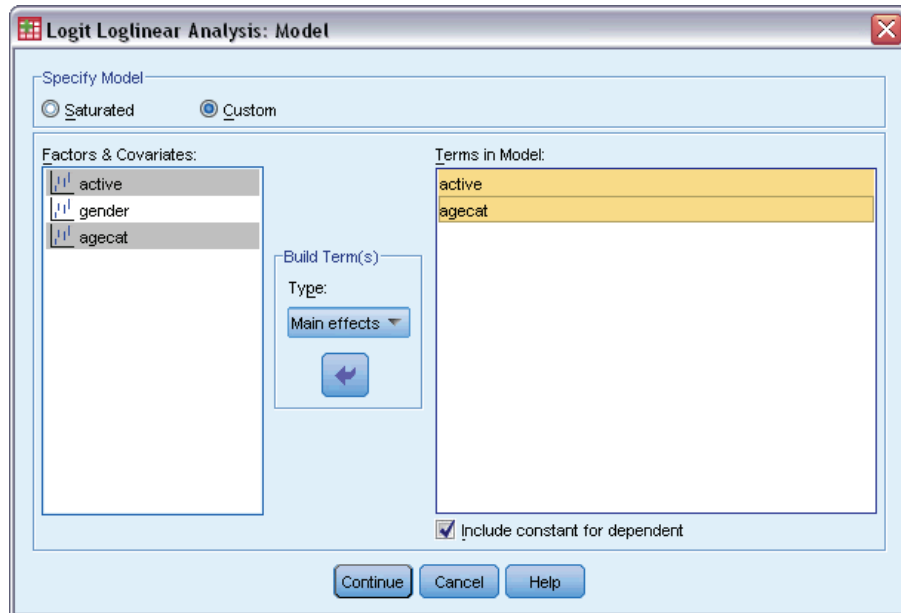 Logit Loglinear Analysis: Model
Specify Model
Saturated
Custom
Factors & Covariates:
active
gender
agecat
Build Term(s)
Type:
Main effects
Terms in Model:
active
agecat
Include constant for dependent
Continue
Cancel
Help